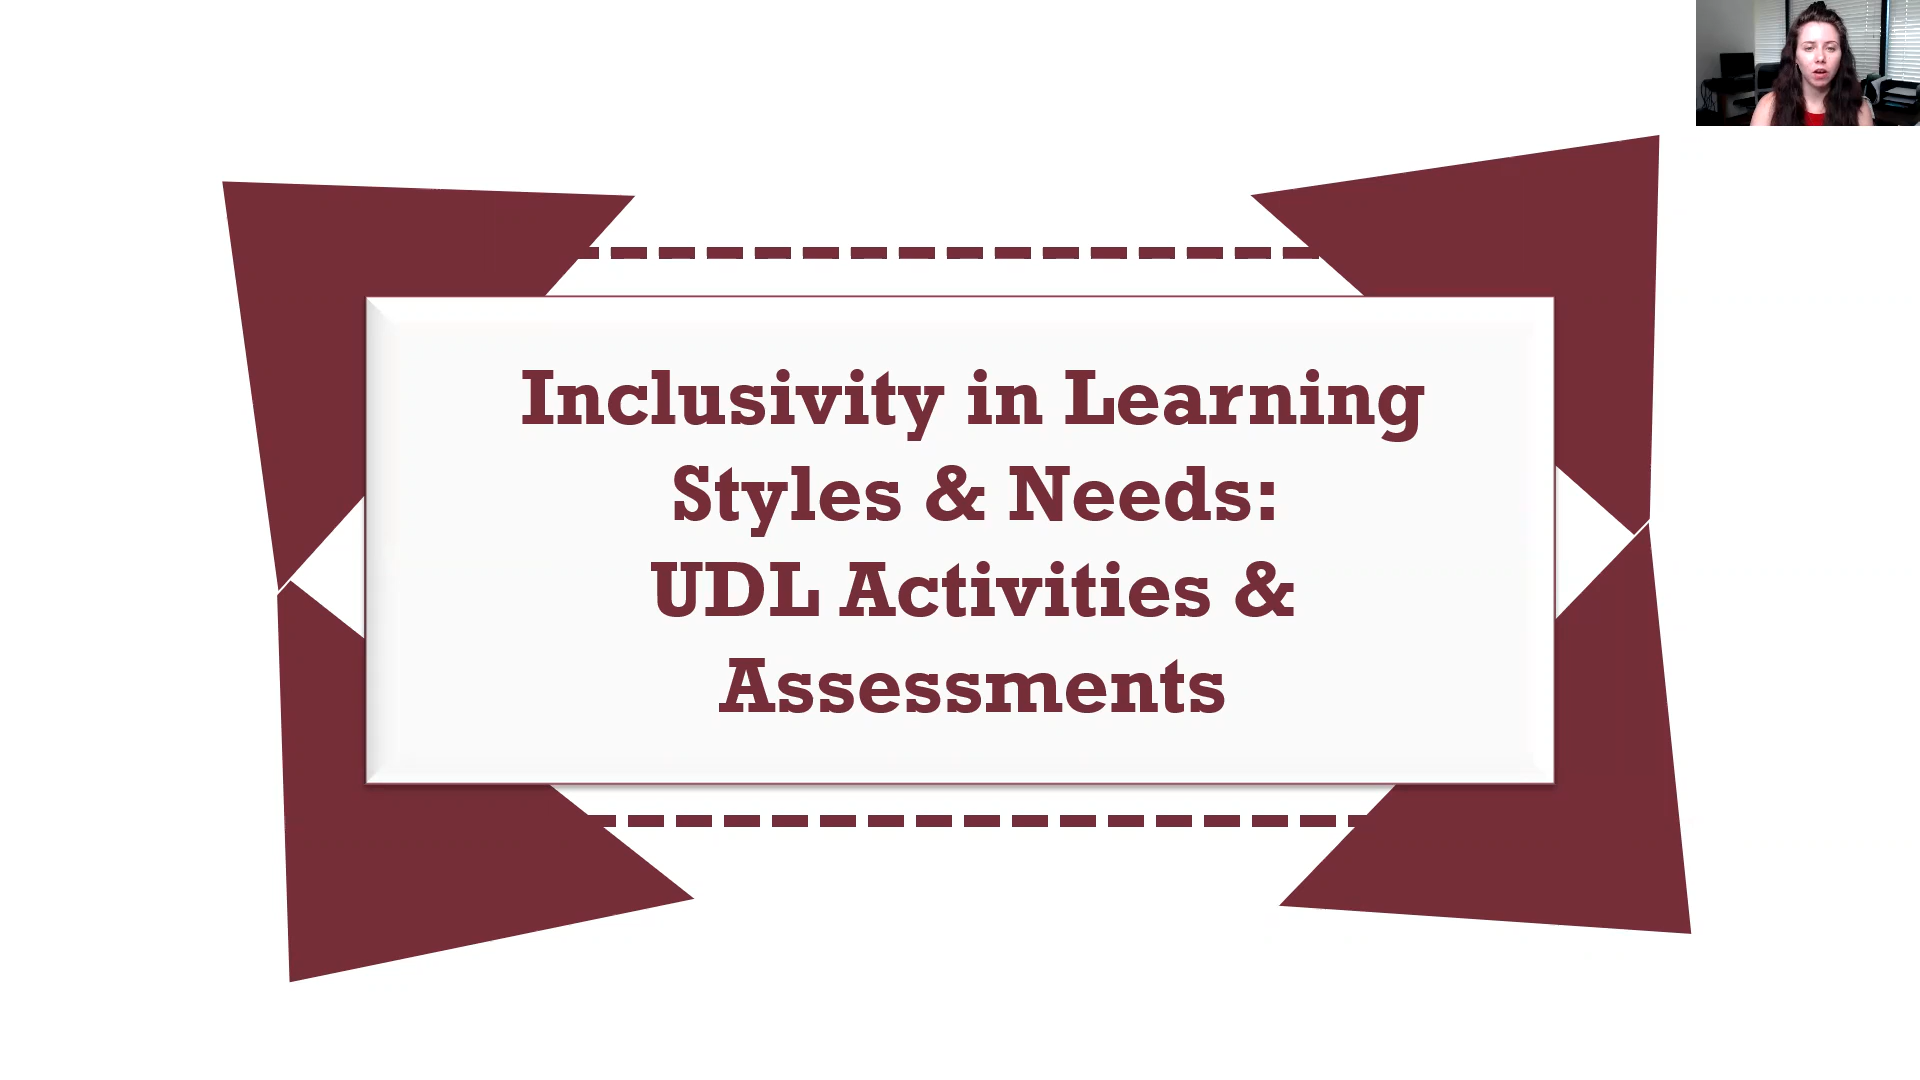 Inclusivity in Learning
Styles & Needs:
UDL Activities &
Assessments